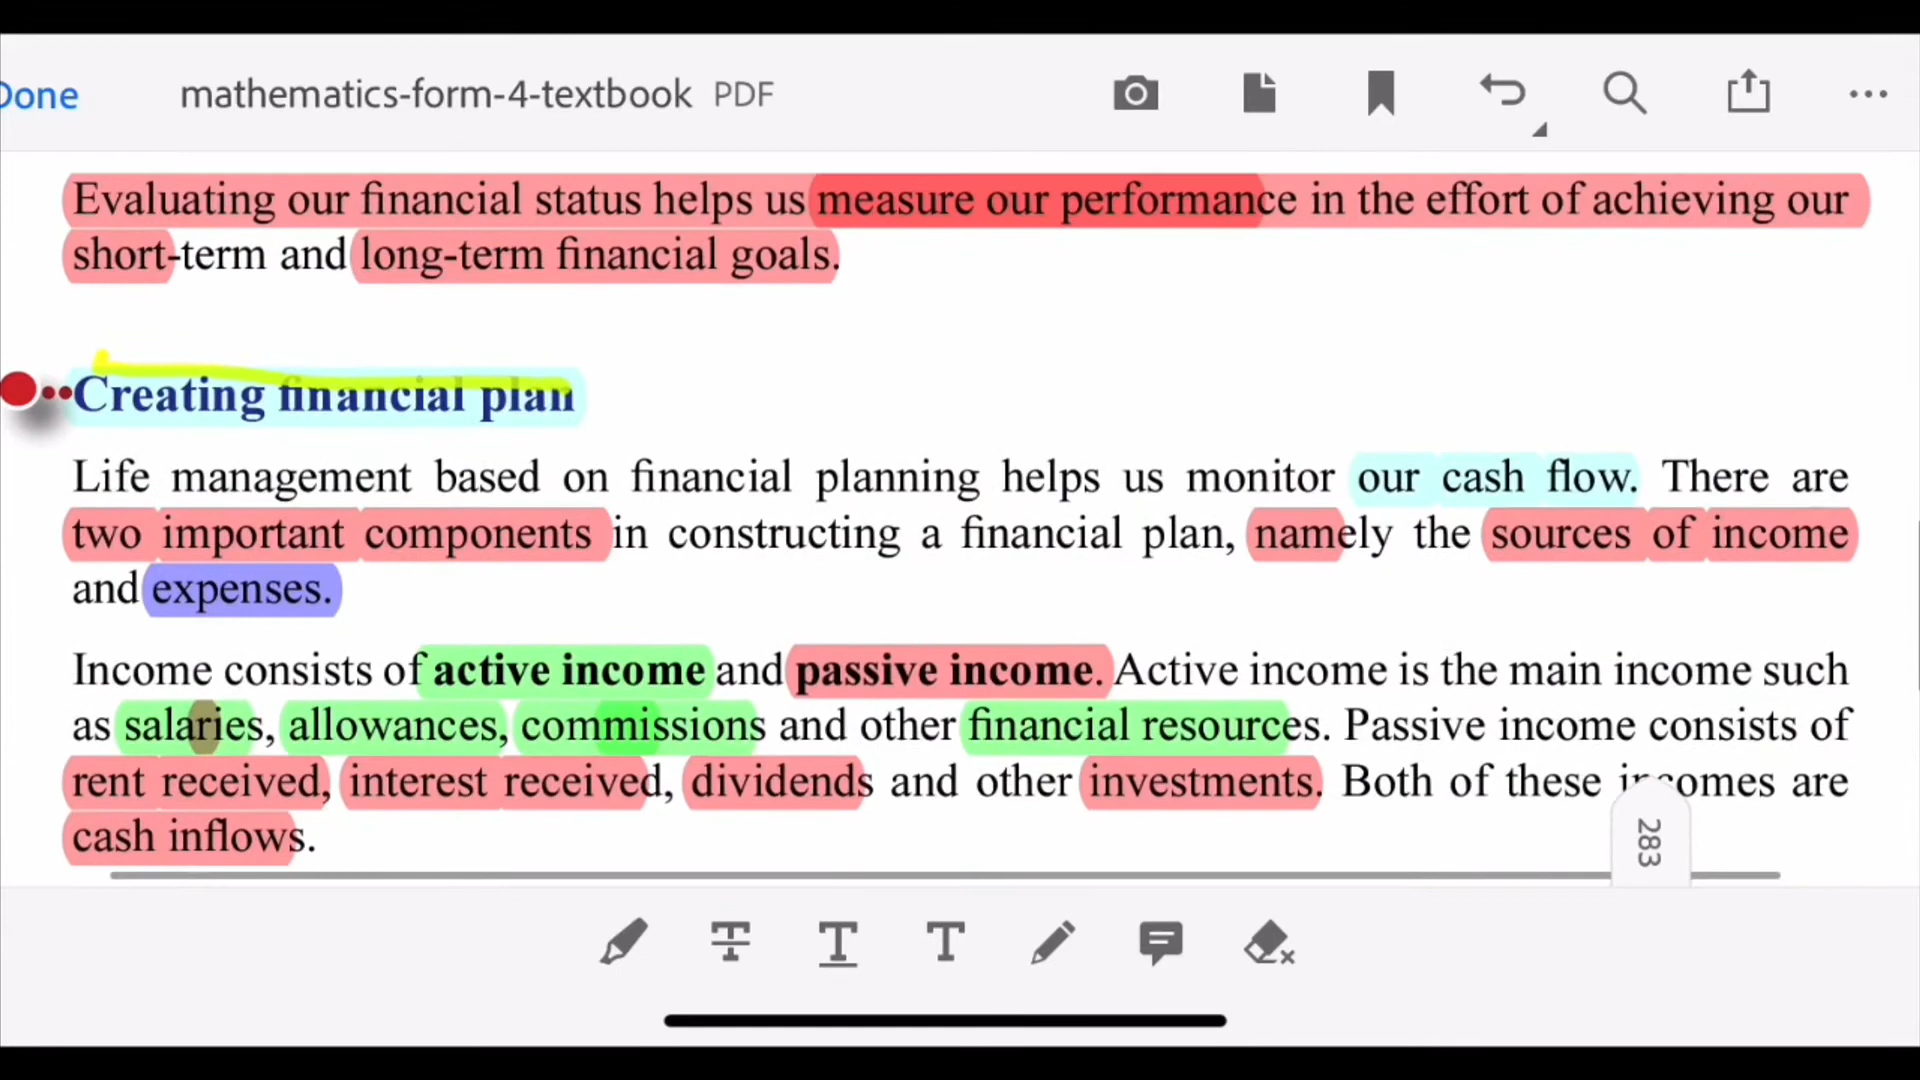 Done mathematics-form-4-textbook PDF
Evaluating our financial status helps us measure our performance in the effort of achieving our
short-term and long-term financial goals.
Creating financial plan
Life management based on financial planning helps us monitor our cash flow. There are
two important components in constructing a financial plan, namely the sources of income
and expenses.
Income consists of active income and passive income. Active income is the main income such
as salaries, allowances, commissions and other financial resources. Passive income consists of
rent received, interest received, dividends and other investments. Both of these incomes are
cash inflows.
283